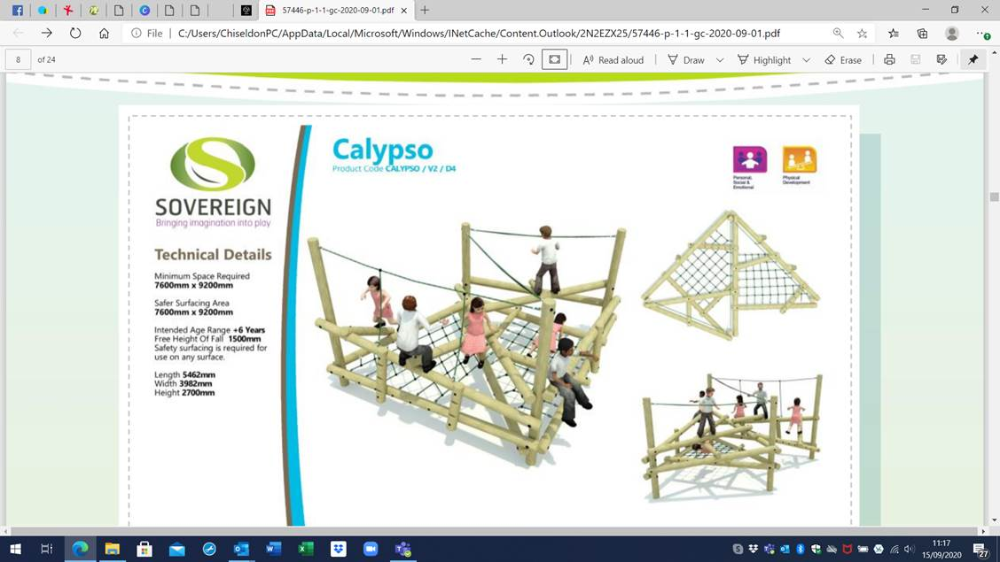 57446-p-1-1-gc-2020-09-01.pdf
File
C:/Users/ChiseldonPC/AppData/Local/Microsoft/Windows/INetCache/Content.Outlook/2N2EZX25/57446-p-1-1-gc-2020-09-01.pdf
8
of 24
Read aloud
Draw
Highlight
Erase
SOVEREIGN
Bringing imagination into play
Technical Details
Minimum Space Required
7600mm x 9200mm
Safer Surfacing Area
7600mm x 9200mm
Intended Age Range +6 Years
Free Height Of Fall 1500mm
Safety surfacing is required for
use on any surface.
Length 5462mm
Width 3982mm
Height 2700mm
Calypso
Product Code CALYPSO / V2 / D4
Personal,
Social &
Emotional
Physical
Development
11:17
15/09/2020
27